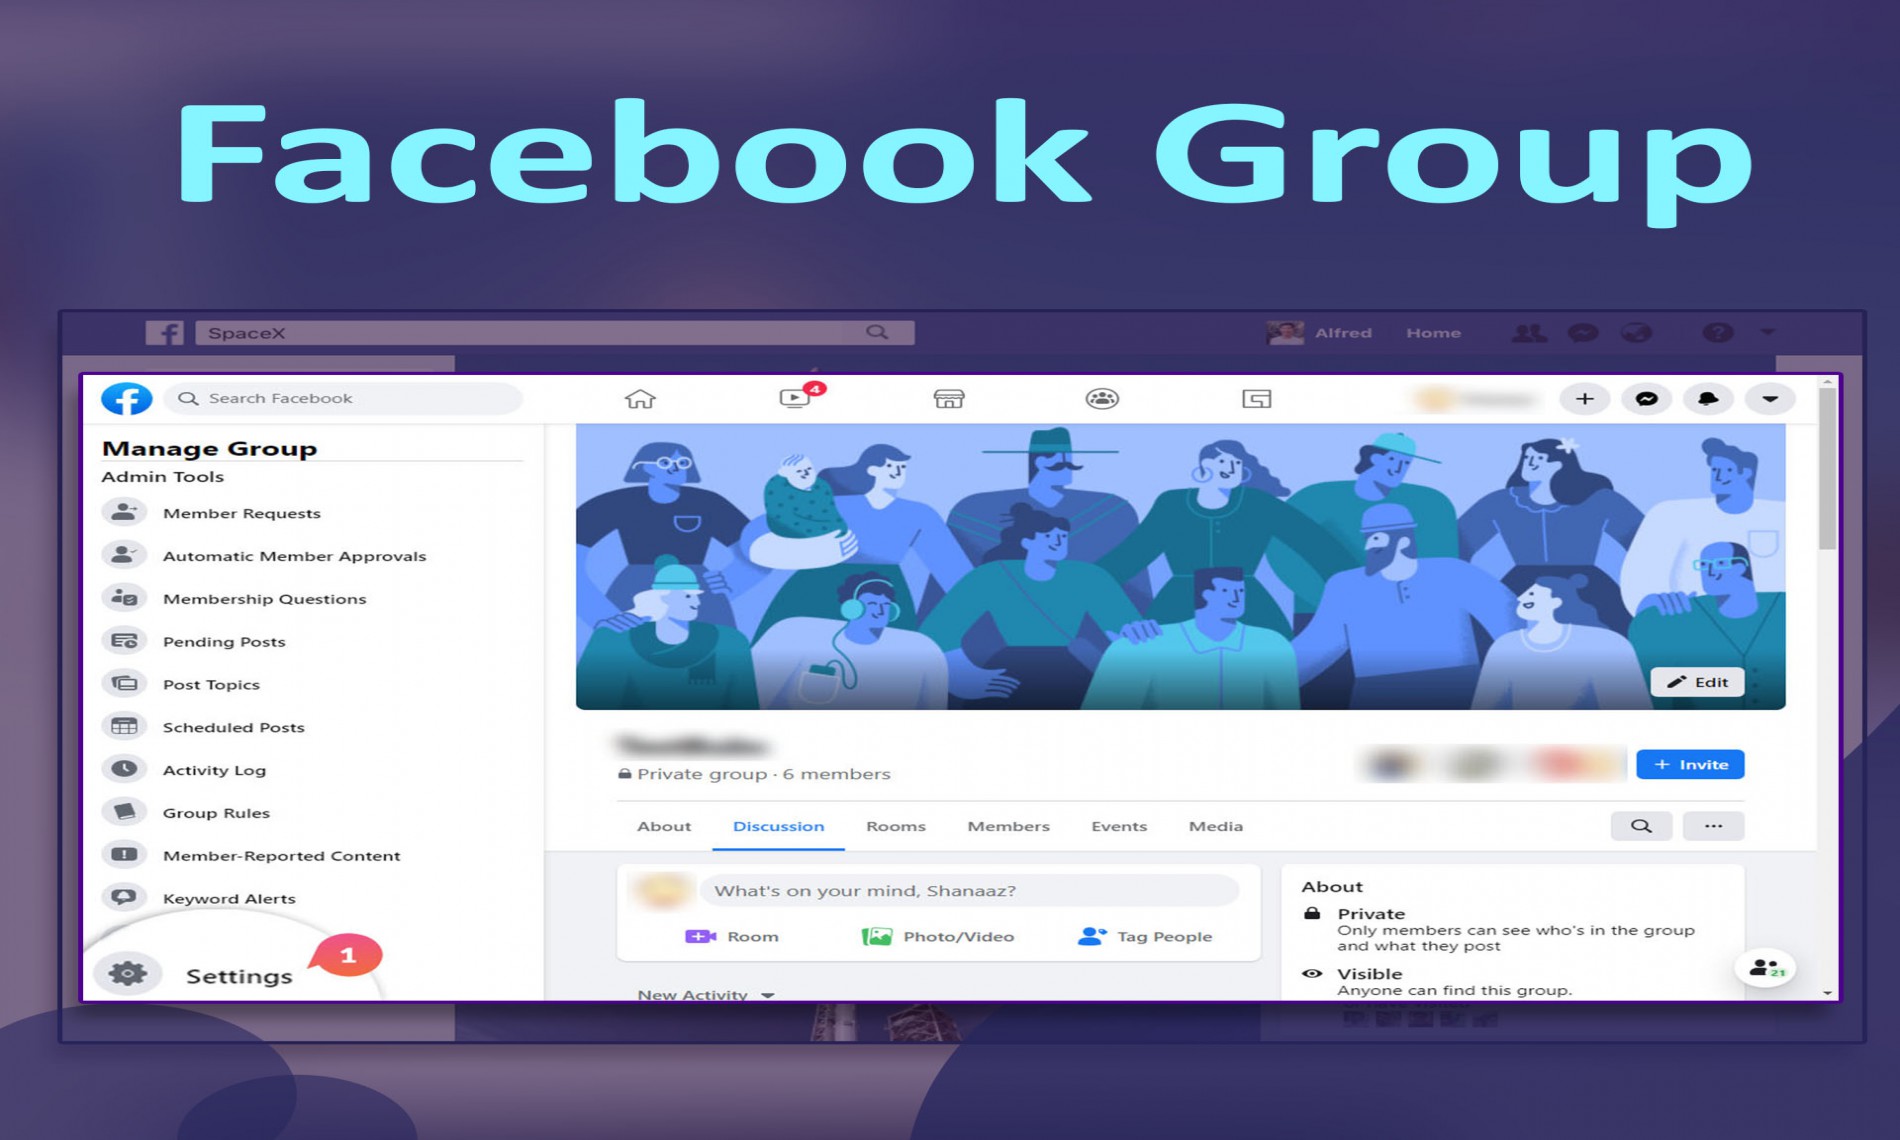 Facebook Group
SpaceX
Alfred Home
Search Facebook
4
Manage Group
Admin Tools
Member Requests
Automatic Member Approvals
Membership Questions
Pending Posts
Post Topics
Scheduled Posts
Activity Log
Group Rules
Member-Reported Content
Keyword Alerts
Settings
1
Edit
Private group · 6 members
+ Invite
About Discussion Rooms Members Events Media
What's on your mind, Shanaaz?
Room Photo/Video Tag People
New Activity
About
Private
Only members can see who's in the group
and what they post
Visible
Anyone can find this group.
21